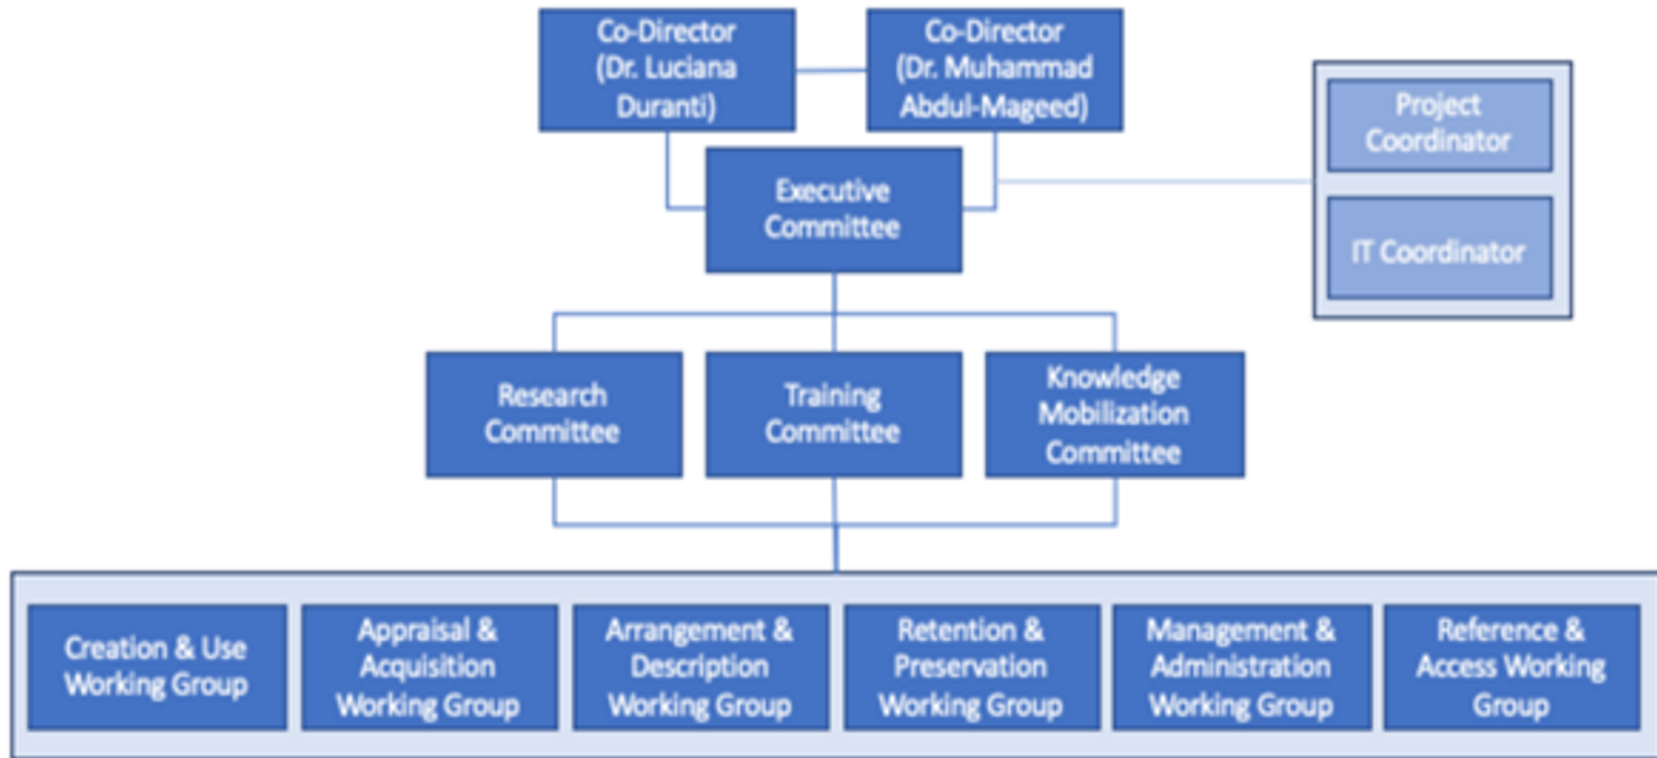 Co-Director
(Dr. Luciana
Duranti)
Co-Director
(Dr. Muhammad
Abdul-Mageed)
Project
Coordinator
IT Coordinator
Executive
Committee
Research
Committee
Training
Committee
Knowledge
Mobilization
Committee
Creation & Use
Working Group
Appraisal &
Acquisition
Working Group
Arrangement &
Description
Working Group
Retention &
Preservation
Working Group
Management &
Administration
Working Group
Reference &
Access Working
Group